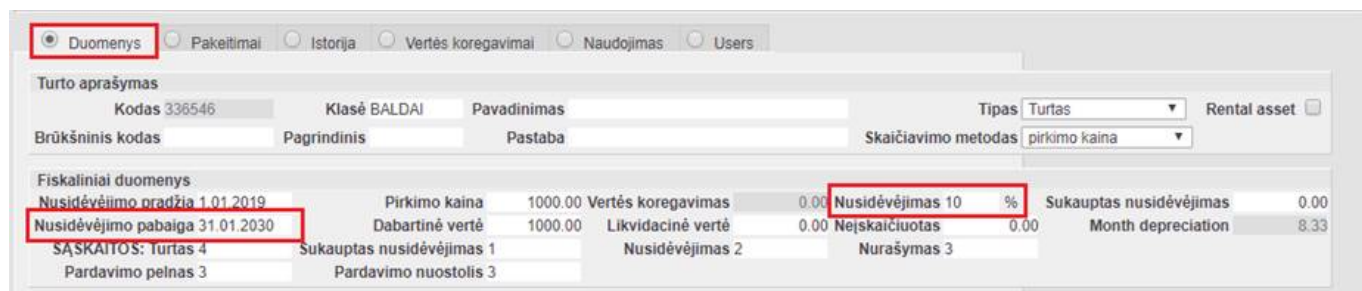 Duomenys Pakeitimai Istorija Vertės koregavimai Naudojimas Users
Turto aprašymas
Kodas 336546 Klasė BALDAI Pavadinimas Tipas Turtas Rental asset
Brūkšninis kodas Pagrindinis Pastaba Skaičiavimo metodas pirkimo kaina
Fiskaliniai duomenys
Nusidėvėjimo pradžia 1.01.2019 Pirkimo kaina 1000.00 Vertės koregavimas 0.00 Nusidėvėjimas 10 % Sukauptas nusidėvėjimas 0.00
Nusidėvėjimo pabaiga 31.01.2030 Dabartinė vertė 1000.00 Likvidacinė vertė 0.00 Neįskaičiuotas 0.00 Month depreciation 8.33
SĄSKAITOS: Turtas 4 Sukauptas nusidėvėjimas 1 Nusidėvėjimas 2 Nurašymas 3
Pardavimo pelnas 3 Pardavimo nuostolis 3